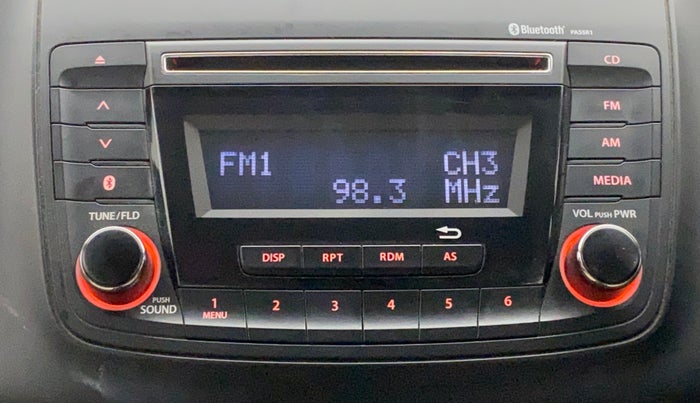 Bluetooth® PA5SR1
CD
FM
AM
MEDIA
FM1 CH3
98.3 MHz
TUNE/FLD
VOL PUSH PWR
DISP RPT RDM AS
PUSH
SOUND
1 2 3 4 5 6
MENU